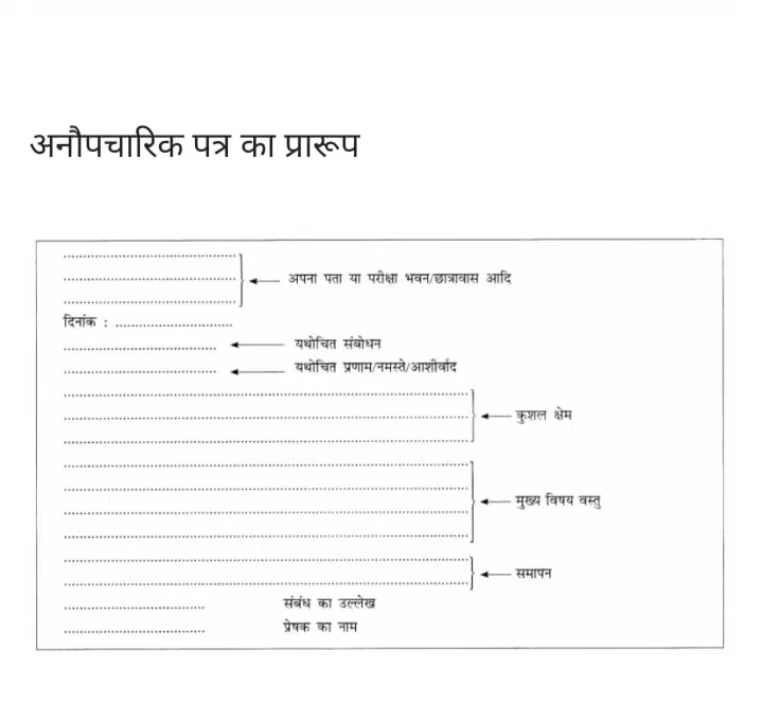 अनौपचारिक पत्र का प्रारूप
अपना पता या परीक्षा भवन/छात्रावास आदि
दिनांक : ..............................
यथोचित संबोधन
यथोचित प्रणाम/नमस्ते/आशीर्वाद
कुशल क्षेम
मुख्य विषय वस्तु
समापन
संबंध का उल्लेख
प्रेषक का नाम